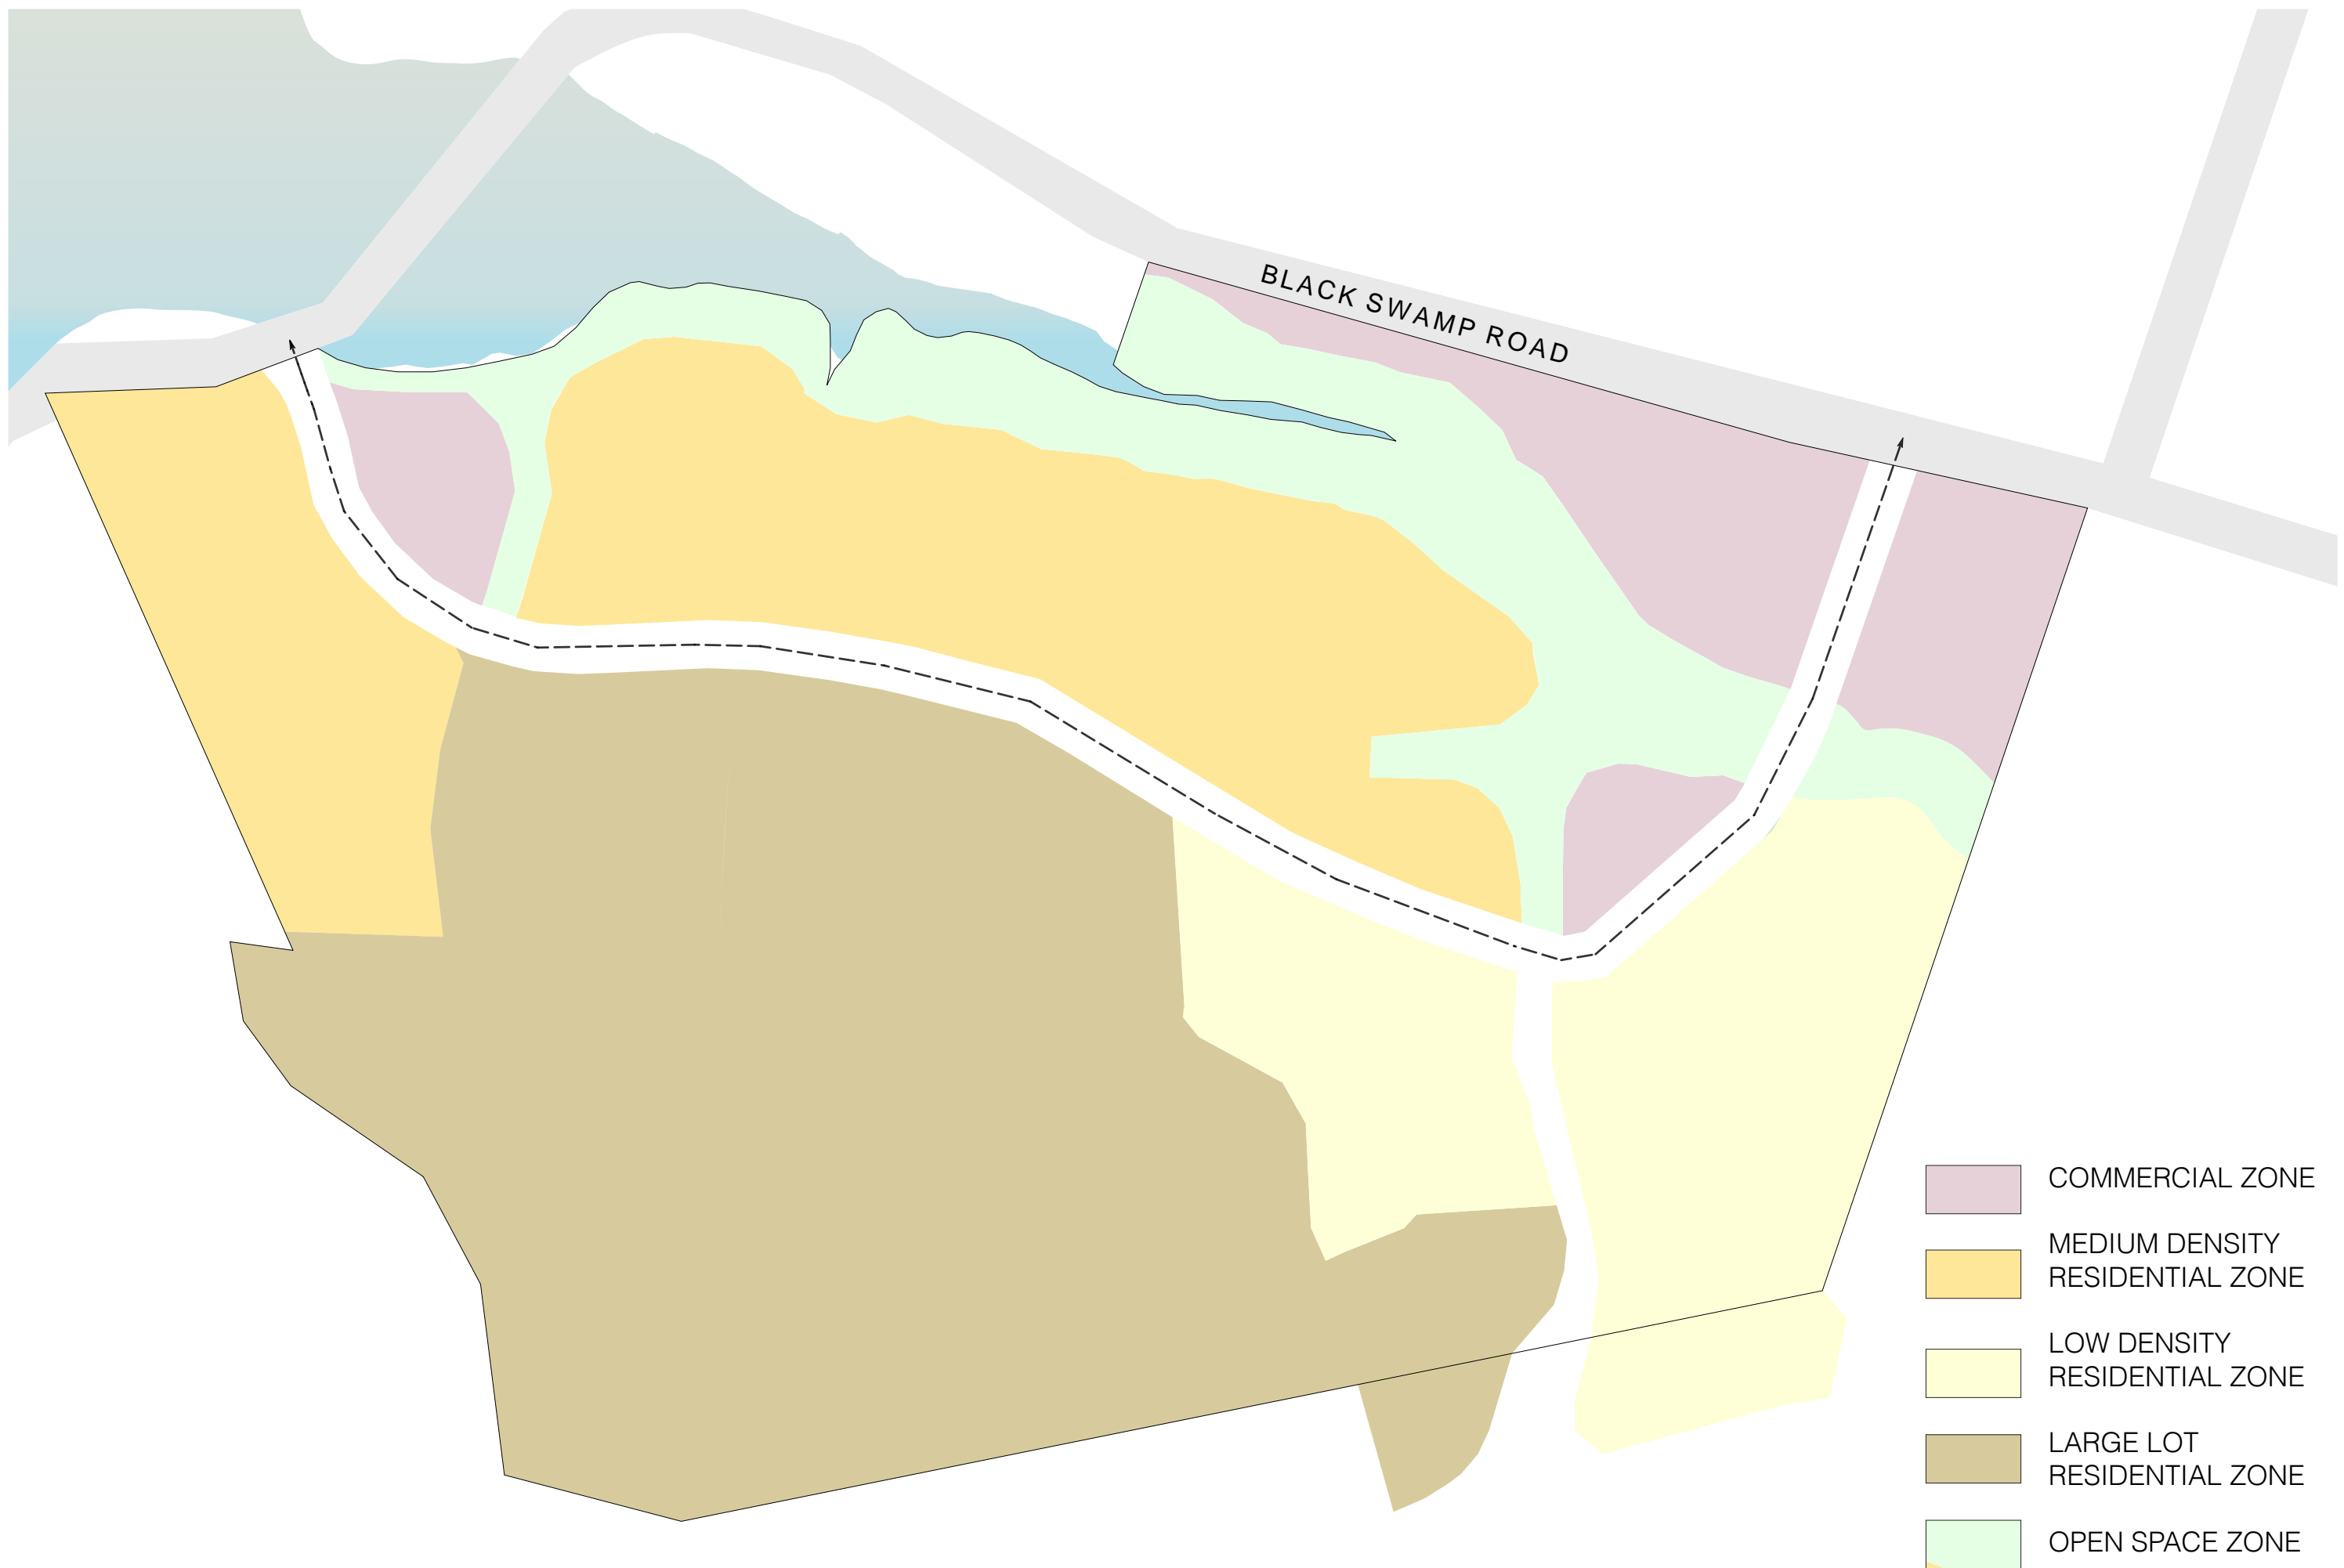 BLACK SWAMP ROAD
COMMERCIAL ZONE
MEDIUM DENSITY
RESIDENTIAL ZONE
LOW DENSITY
RESIDENTIAL ZONE
LARGE LOT
RESIDENTIAL ZONE
OPEN SPACE ZONE